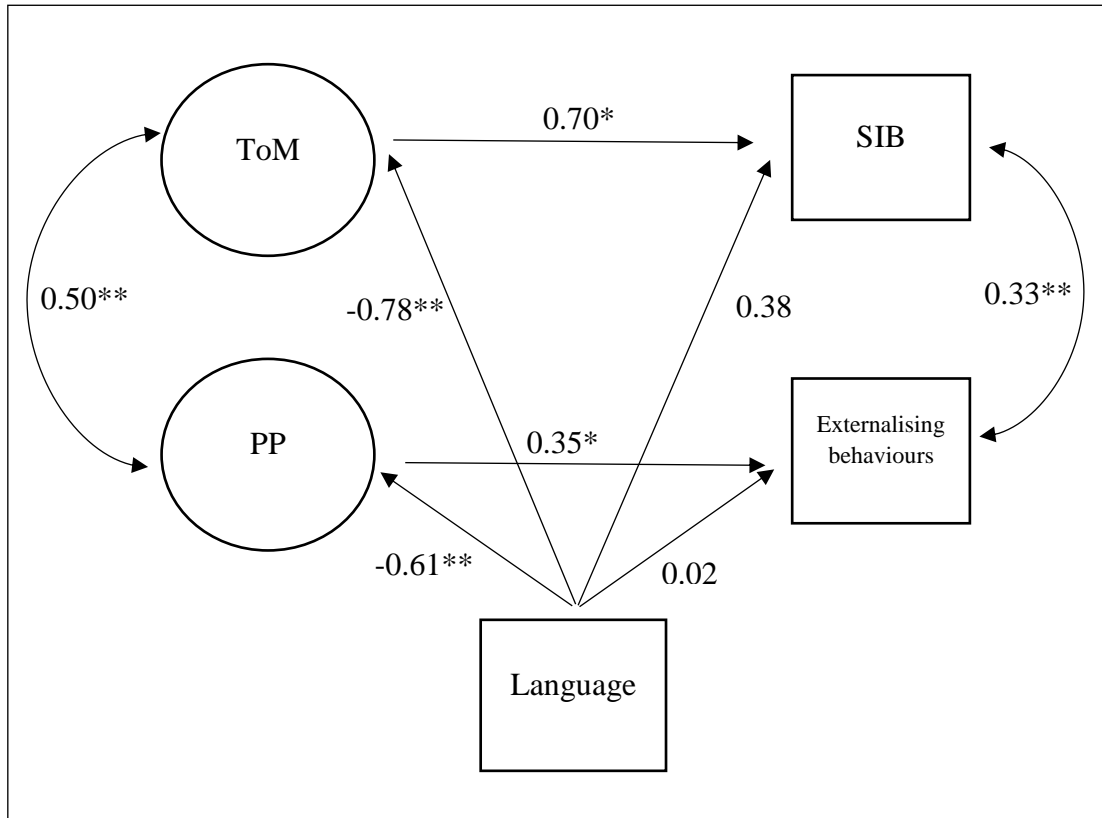 0.70*
ToM
SIB
0.50**
-0.78**
0.38
0.33**
PP
0.35*
Externalising
behaviours
-0.61**
0.02
Language